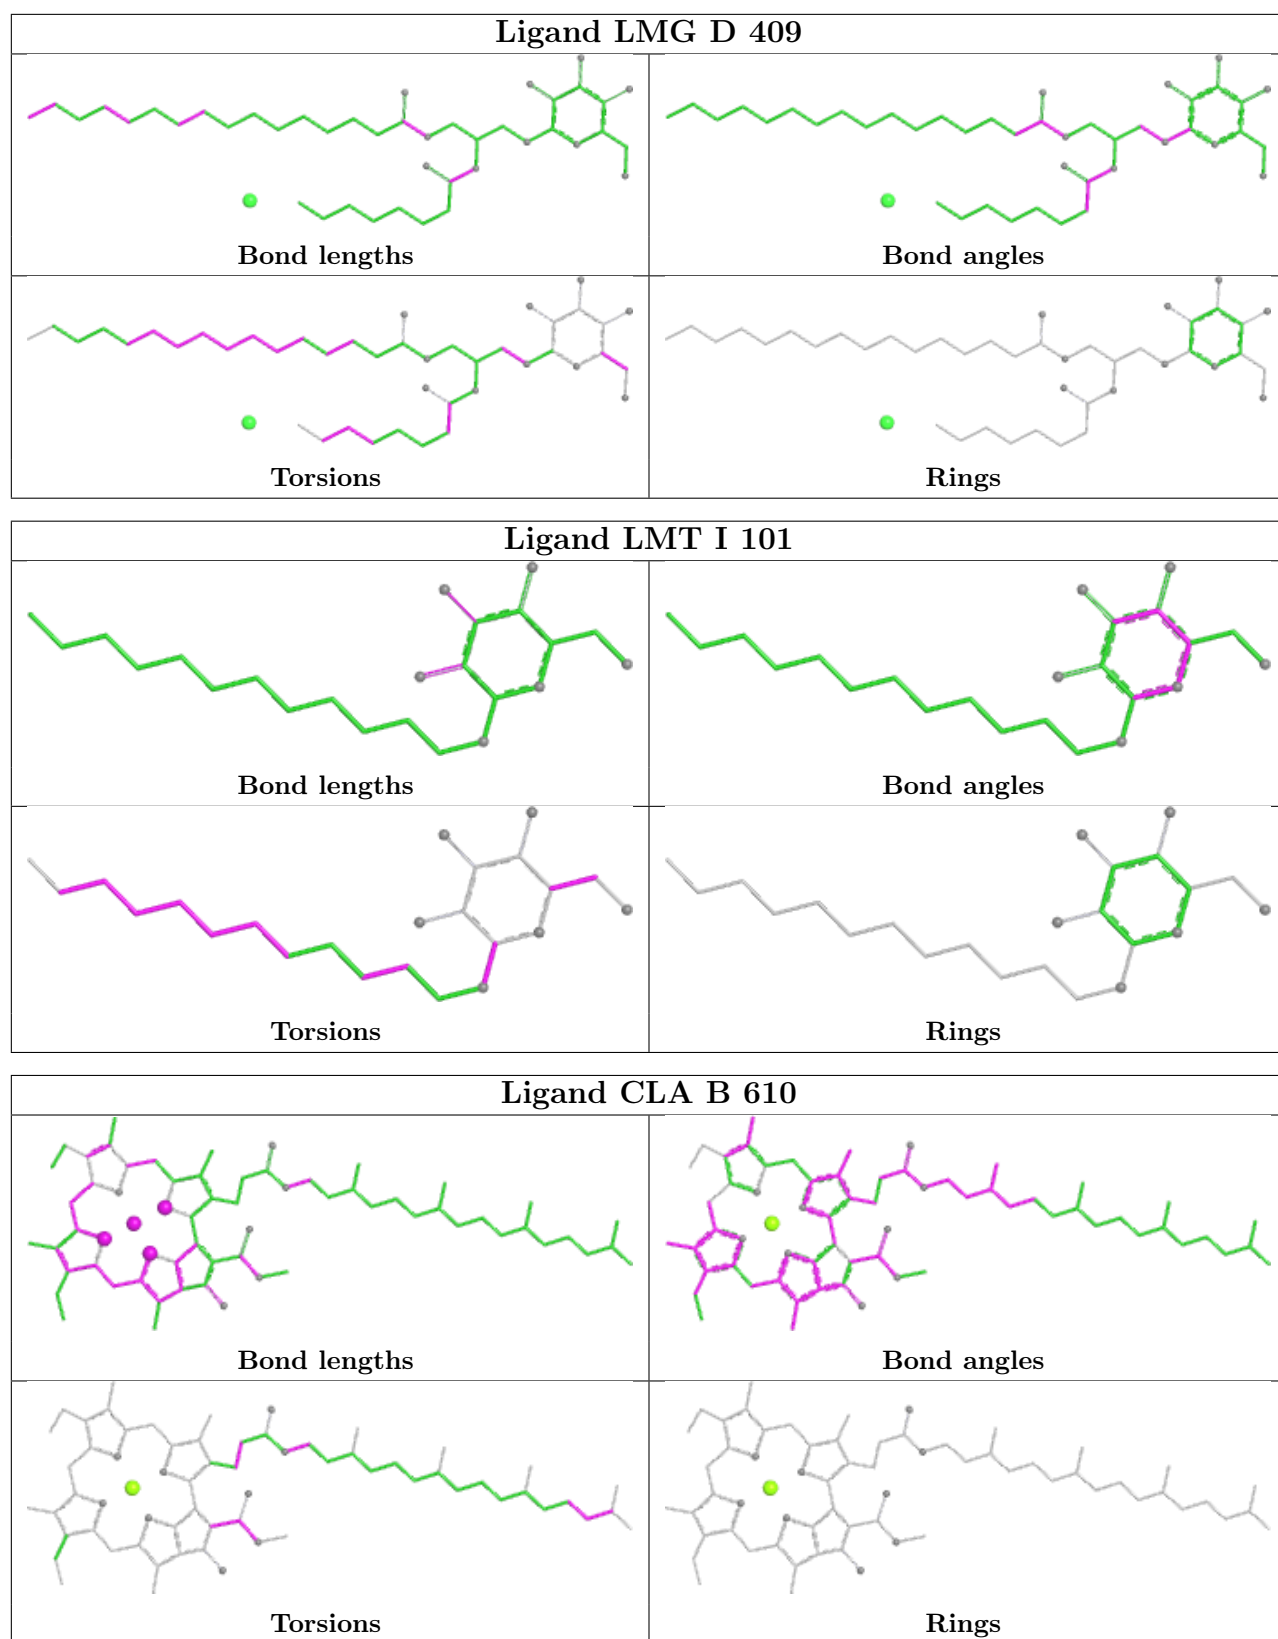 Ligand LMG D 409
Bond lengths
Bond angles
Torsions
Rings
Ligand LMT I 101
Bond lengths
Bond angles
Torsions
Rings
Ligand CLA B 610
Bond lengths
Bond angles
Torsions
Rings